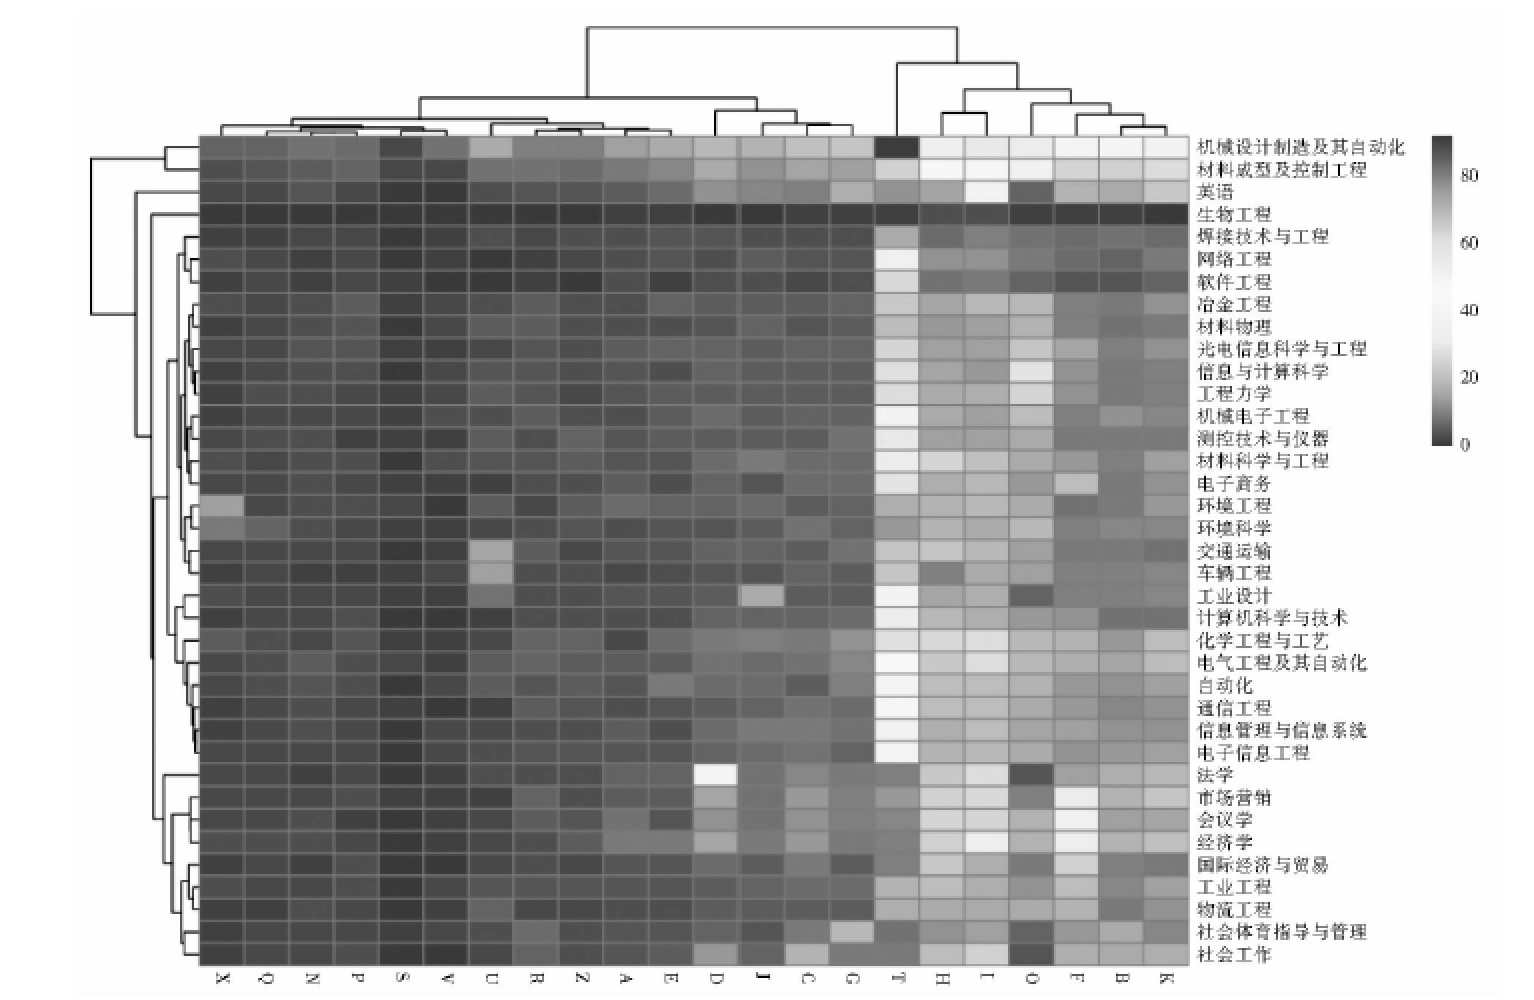 机械设计制造及其自动化
材料成型及控制工程
英语
生物工程
焊接技术与工程
网络工程
软件工程
冶金工程
材料物理
光电信息科学与工程
信息与计算科学
工程力学
机械电子工程
测控技术与仪器
材料科学与工程
电子商务
环境工程
环境科学
交通运输
车辆工程
工业设计
计算机科学与技术
化学工程与工艺
电气工程及其自动化
自动化
通信工程
信息管理与信息系统
电子信息工程
法学
市场营销
会议学
经济学
国际经济与贸易
工业工程
物流工程
社会体育指导与管理
社会工作
80
60
40
20
0
X Q N P S V U R Z A E D J C G T H I O F B K